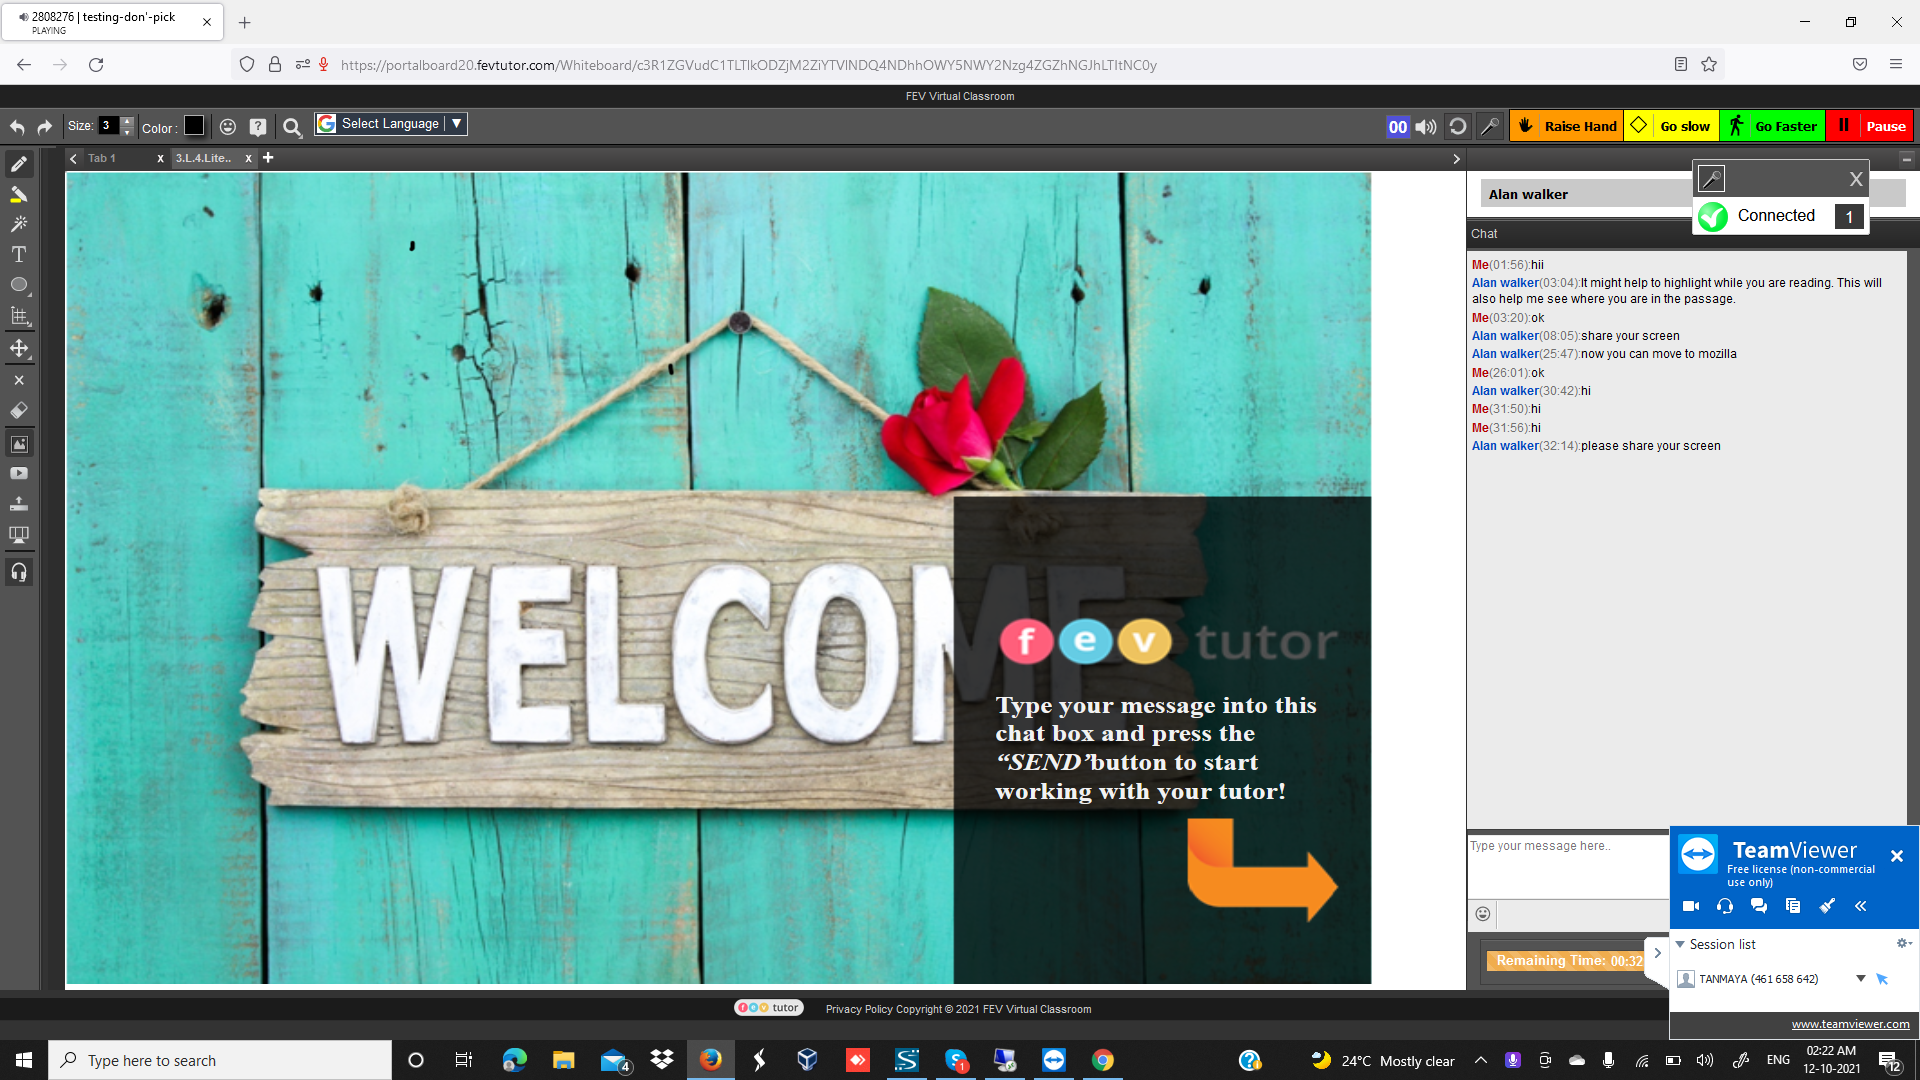 2808276 | testing-don'-pick
PLAYING
https://portalboard20.fevtutor.com/Whiteboard/c3R1ZGVudC1TLTlkODZjM2ZiYTVlNDQ4NDhhOWY5NWY2Nzg4ZGZhNGJhLTItNC0y
FEV Virtual Classroom
Size: 3
Color :
Select Language
00
Raise Hand
Go slow
Go Faster
Pause
Tab 1 x
3.L.4.Lite.. x
Alan walker
X
Connected 1
Chat
Me(01:56):hii
Alan walker(03:04):It might help to highlight while you are reading. This will
also help me see where you are in the passage.
Me(03:20):ok
Alan walker(08:05):share your screen
Alan walker(25:47):now you can move to mozilla
Me(26:01):ok
Alan walker(30:42):hi
Me(31:50):hi
Me(31:56):hi
Alan walker(32:14):please share your screen
WELCOME
fev tutor
Type your message into this
chat box and press the
“SEND”button to start
working with your tutor!
Type your message here..
Remaining Time: 00:32
TeamViewer
Free license (non-commercial
use only)
Session list
TANMAYA (461 658 642)
www.teamviewer.com
fev tutor
Privacy Policy Copyright © 2021 FEV Virtual Classroom
Type here to search
4
1
24°C Mostly clear
ENG
02:22 AM
12-10-2021
12